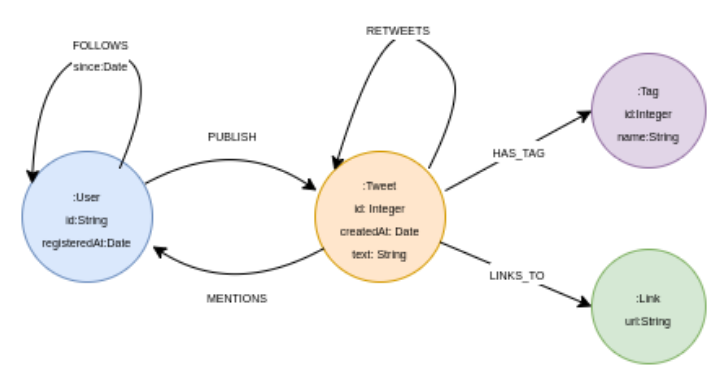 FOLLOWS
since:Date
RETWEETS
PUBLISH
MENTIONS
HAS_TAG
LINKS_TO
:User
id:String
registeredAt:Date
:Tweet
id: Integer
createdAt: Date
text: String
:Tag
id:Integer
name:String
:Link
url:String